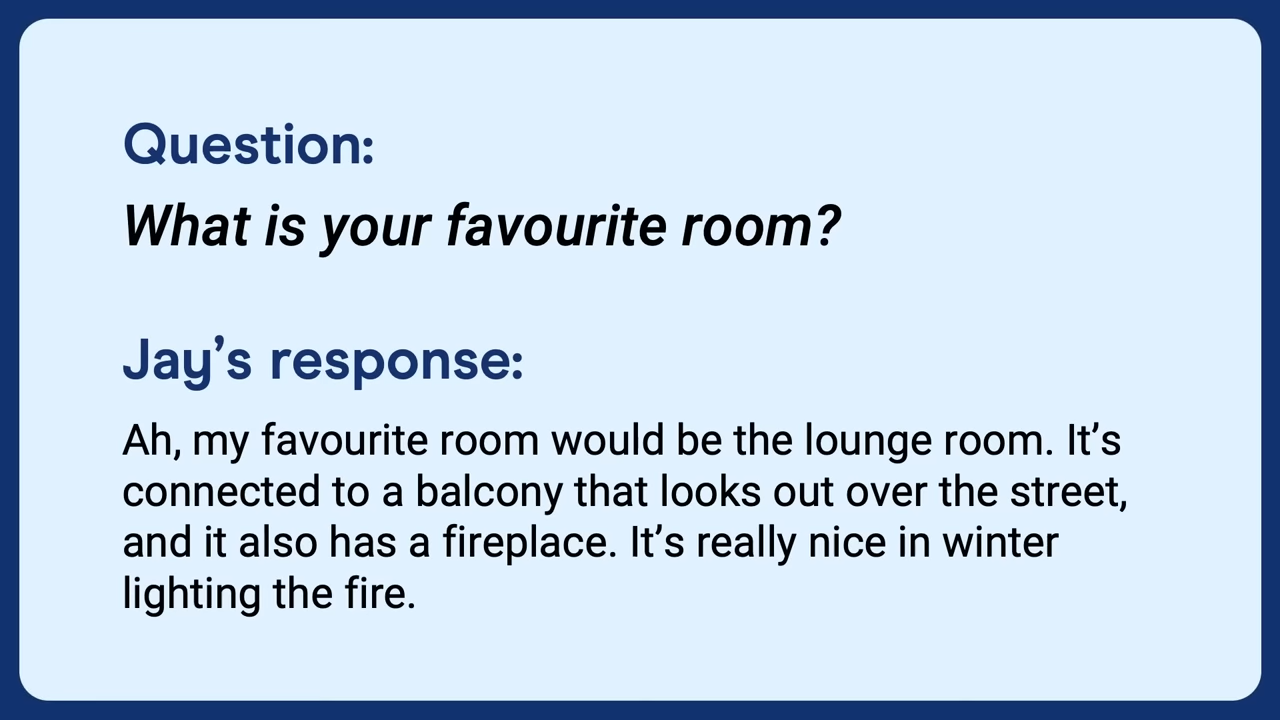 Question:
What is your favourite room?
Jay’s response:
Ah, my favourite room would be the lounge room. It’s
connected to a balcony that looks out over the street,
and it also has a fireplace. It’s really nice in winter
lighting the fire.